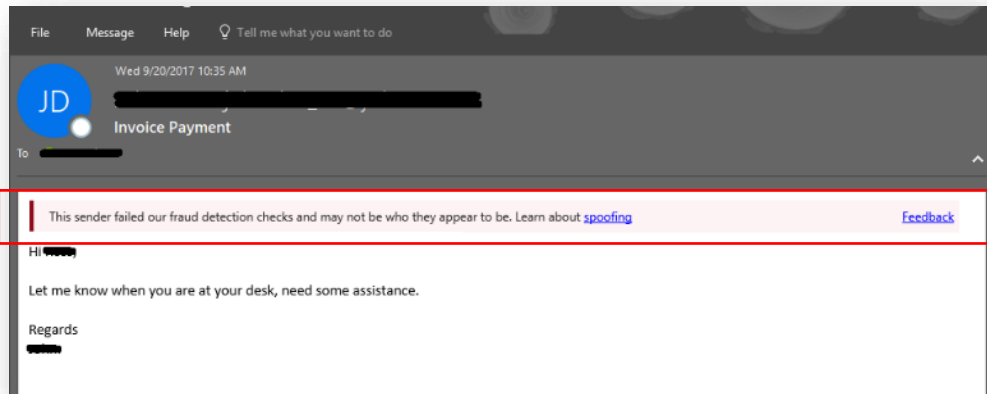 File Message Help Tell me what you want to do
Wed 9/20/2017 10:35 AM
JD
Invoice Payment
To
This sender failed our fraud detection checks and may not be who they appear to be. Learn about spoofing Feedback
Hi
Let me know when you are at your desk, need some assistance.
Regards